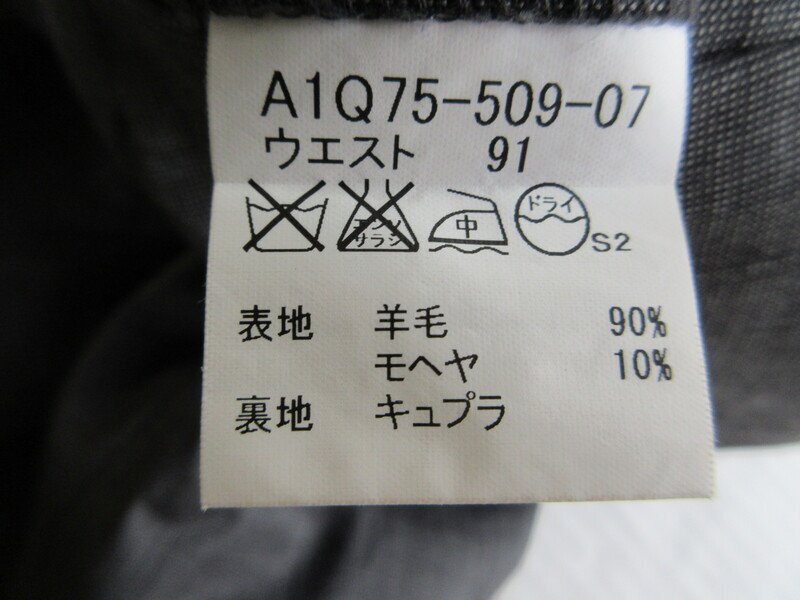 A1Q75-509-07
ウエスト 91
エンソ サラシ 中 ドライ S2
表地 羊毛 90%
モヘヤ 10%
裏地 キュプラ